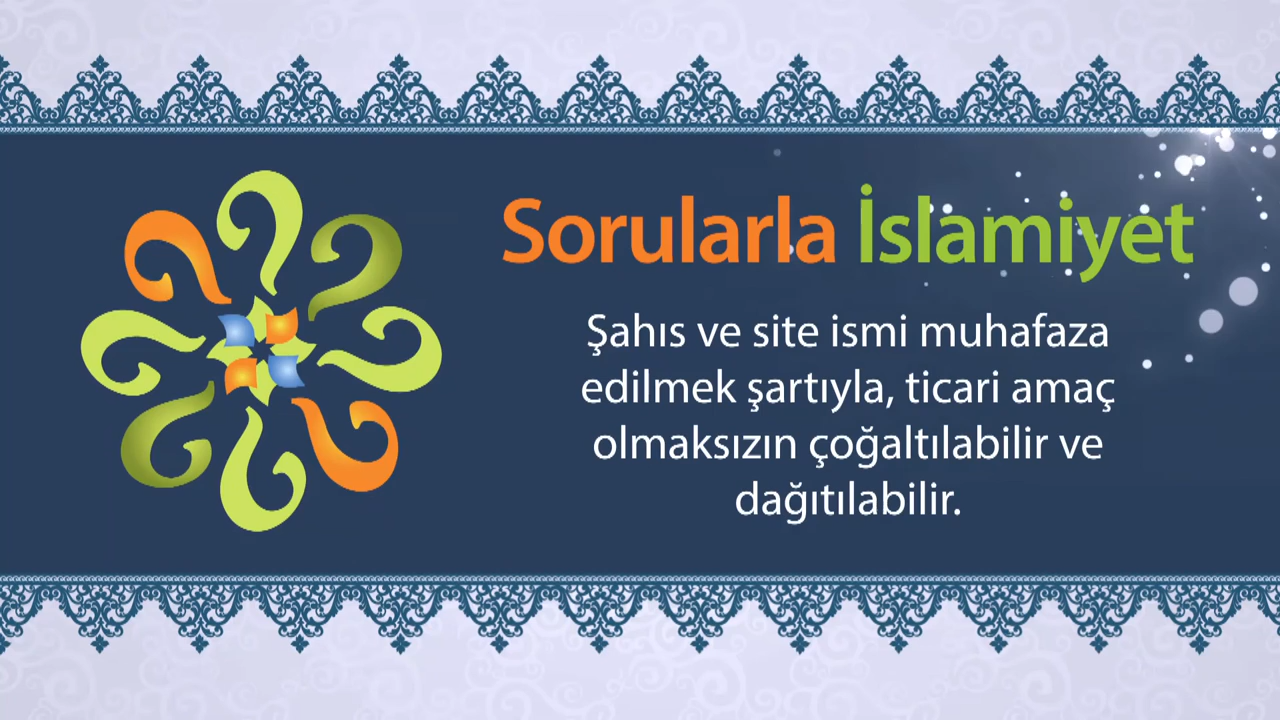 Sorularla İslamiyet
Şahıs ve site ismi muhafaza
edilmek şartıyla, ticari amaç
olmaksızın çoğaltılabilir ve
dağıtılabilir.